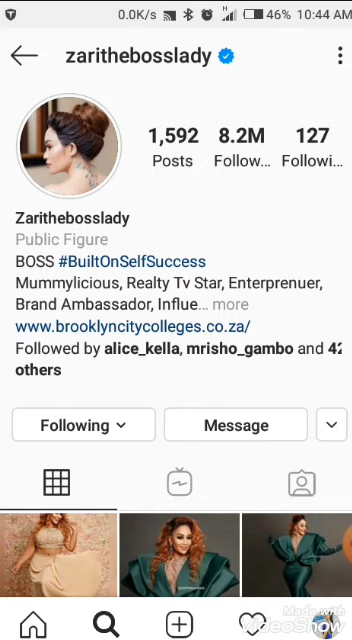 0.0K/s H 46% 10:44 AM
zarithebosslady
1,592 8.2M 127
Posts Follow... Followi...
Zarithebosslady
Public Figure
BOSS #BuiltOnSelfSuccess
Mummylicious, Realty Tv Star, Enterprenuer,
Brand Ambassador, Influe... more
www.brooklyncitycolleges.co.za/
Followed by alice_kella, mrisho_gambo and 42
others
Following Message
Made with
VideoShow